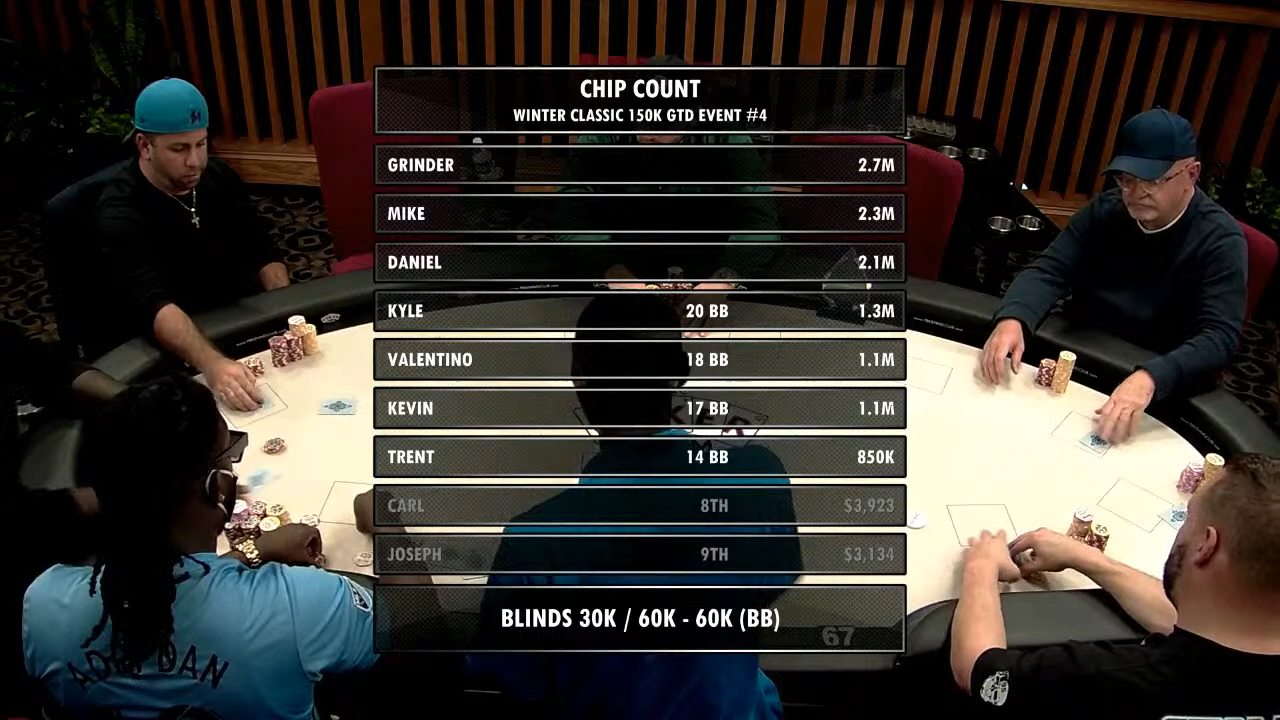 CHIP COUNT
WINTER CLASSIC 150K GTD EVENT #4
GRINDER 2.7M
MIKE 2.3M
DANIEL 2.1M
KYLE 20 BB 1.3M
VALENTINO 18 BB 1.1M
KEVIN 17 BB 1.1M
TRENT 14 BB 850K
CARL 8TH $3,923
JOSEPH 9TH $3,134
BLINDS 30K / 60K - 60K (BB)
67